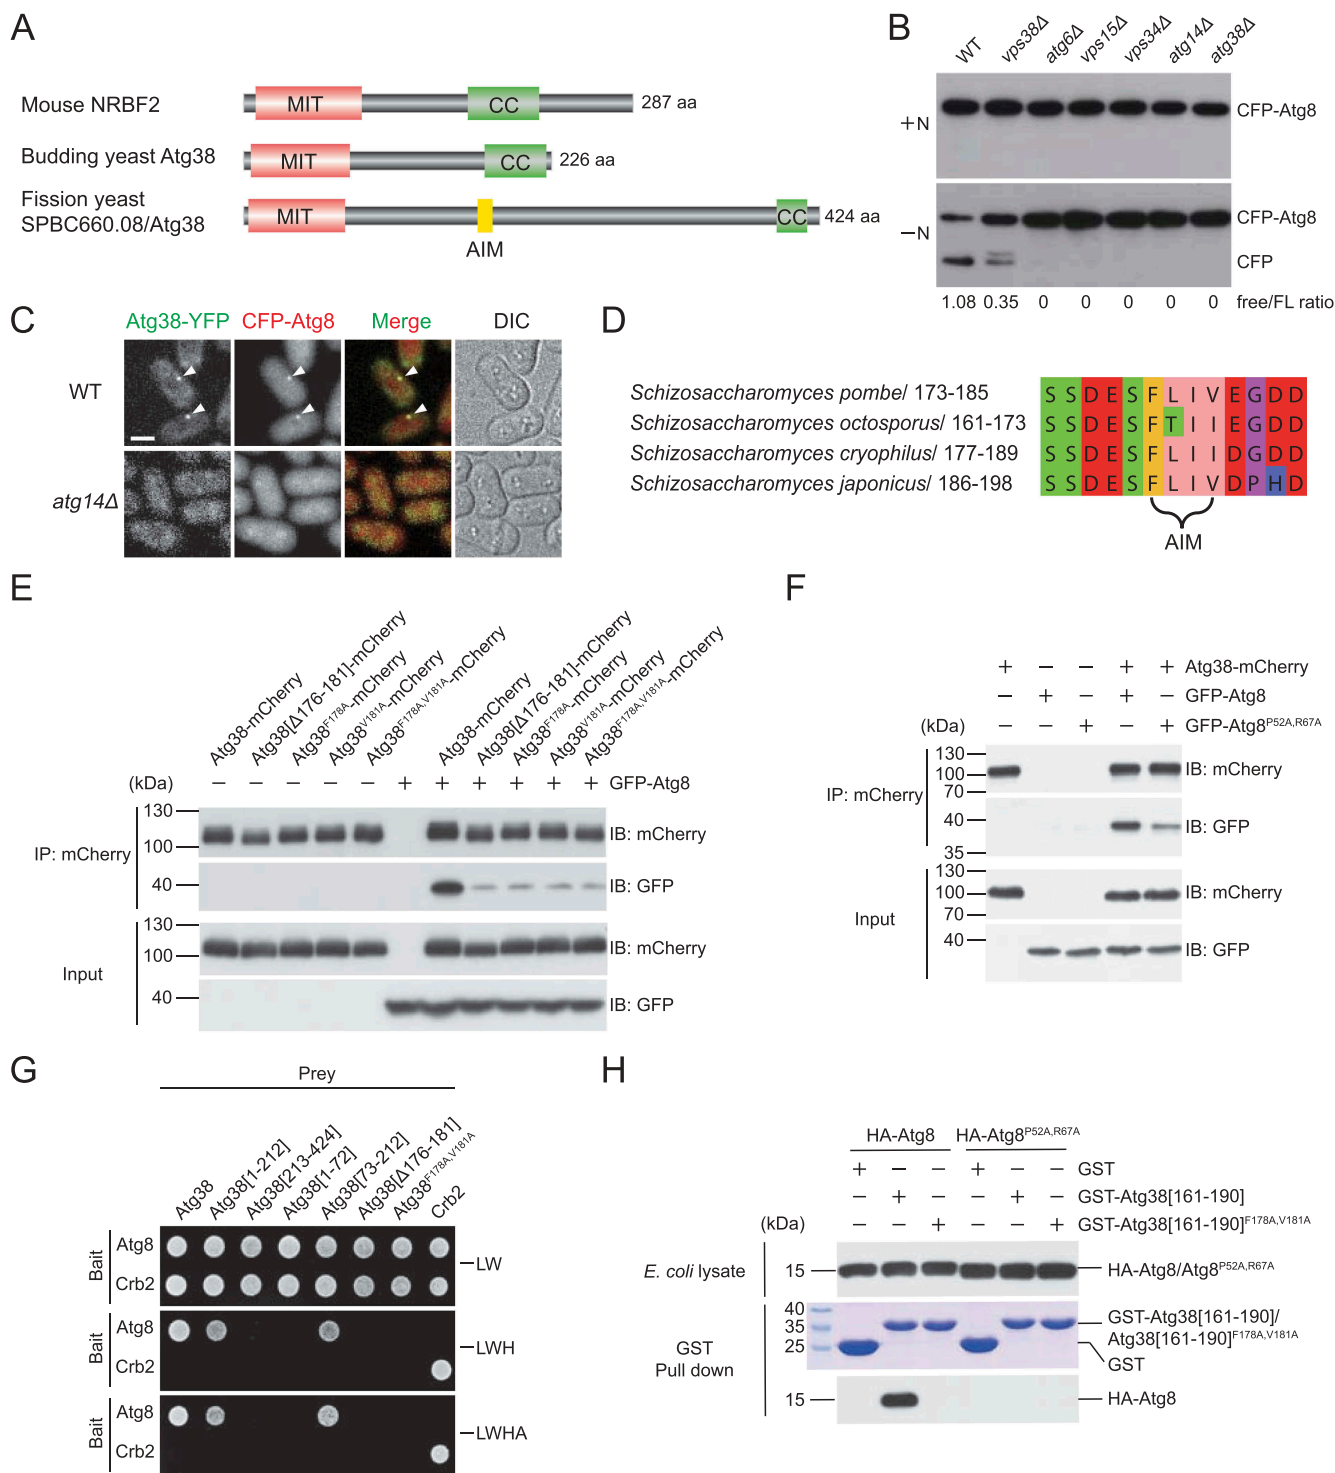 A
Mouse NRBF2
MIT
CC
287 aa
Budding yeast Atg38
MIT
CC
226 aa
Fission yeast
SPBC660.08/Atg38
MIT
CC
424 aa
AIM
B
WT
vps38Δ
atg6Δ
vps15Δ
vps34Δ
atg14Δ
atg38Δ
+N
CFP-Atg8
−N
CFP-Atg8
CFP
1.08 0.35 0 0 0 0 0 free/FL ratio
C
Atg38-YFP CFP-Atg8 Merge DIC
WT
atg14Δ
D
Schizosaccharomyces pombe/ 173-185 S S D E S F L I V E G D D
Schizosaccharomyces octosporus/ 161-173 S S D E S F T I I E G D D
Schizosaccharomyces cryophilus/ 177-189 S S D E S F L I I D G D D
Schizosaccharomyces japonicus/ 186-198 S S D E S F L I V D P H D
AIM
E
Atg38-mCherry
Atg38[Δ176-181]-mCherry
Atg38F178A-mCherry
Atg38V181A-mCherry
Atg38F178A,V181A-mCherry
Atg38-mCherry
Atg38[Δ176-181]-mCherry
Atg38F178A-mCherry
Atg38V181A-mCherry
Atg38F178A,V181A-mCherry
(kDa) − − − − − + + + + + + GFP-Atg8
IP: mCherry
130
100
IB: mCherry
40
IB: GFP
Input
130
100
IB: mCherry
40
IB: GFP
F
+ − − + + Atg38-mCherry
− + − + − GFP-Atg8
− − + − + GFP-Atg8P52A,R67A
(kDa)
IP: mCherry
130
100
70
IB: mCherry
40
35
IB: GFP
Input
130
100
70
IB: mCherry
40
IB: GFP
G
Prey
Atg38
Atg38[1-212]
Atg38[213-424]
Atg38[1-72]
Atg38[73-212]
Atg38[Δ176-181]
Atg38F178A,V181A
Crb2
Bait
Atg8
Crb2
−LW
Bait
Atg8
Crb2
−LWH
Bait
Atg8
Crb2
−LWHA
H
HA-Atg8 HA-Atg8P52A,R67A
+ − − + − − GST
− + − − + − GST-Atg38[161-190]
− − + − − + GST-Atg38[161-190]F178A,V181A
(kDa)
E. coli lysate
15
HA-Atg8/Atg8P52A,R67A
GST
Pull down
40
35
25
GST-Atg38[161-190]/
Atg38[161-190]F178A,V181A
GST
15
HA-Atg8